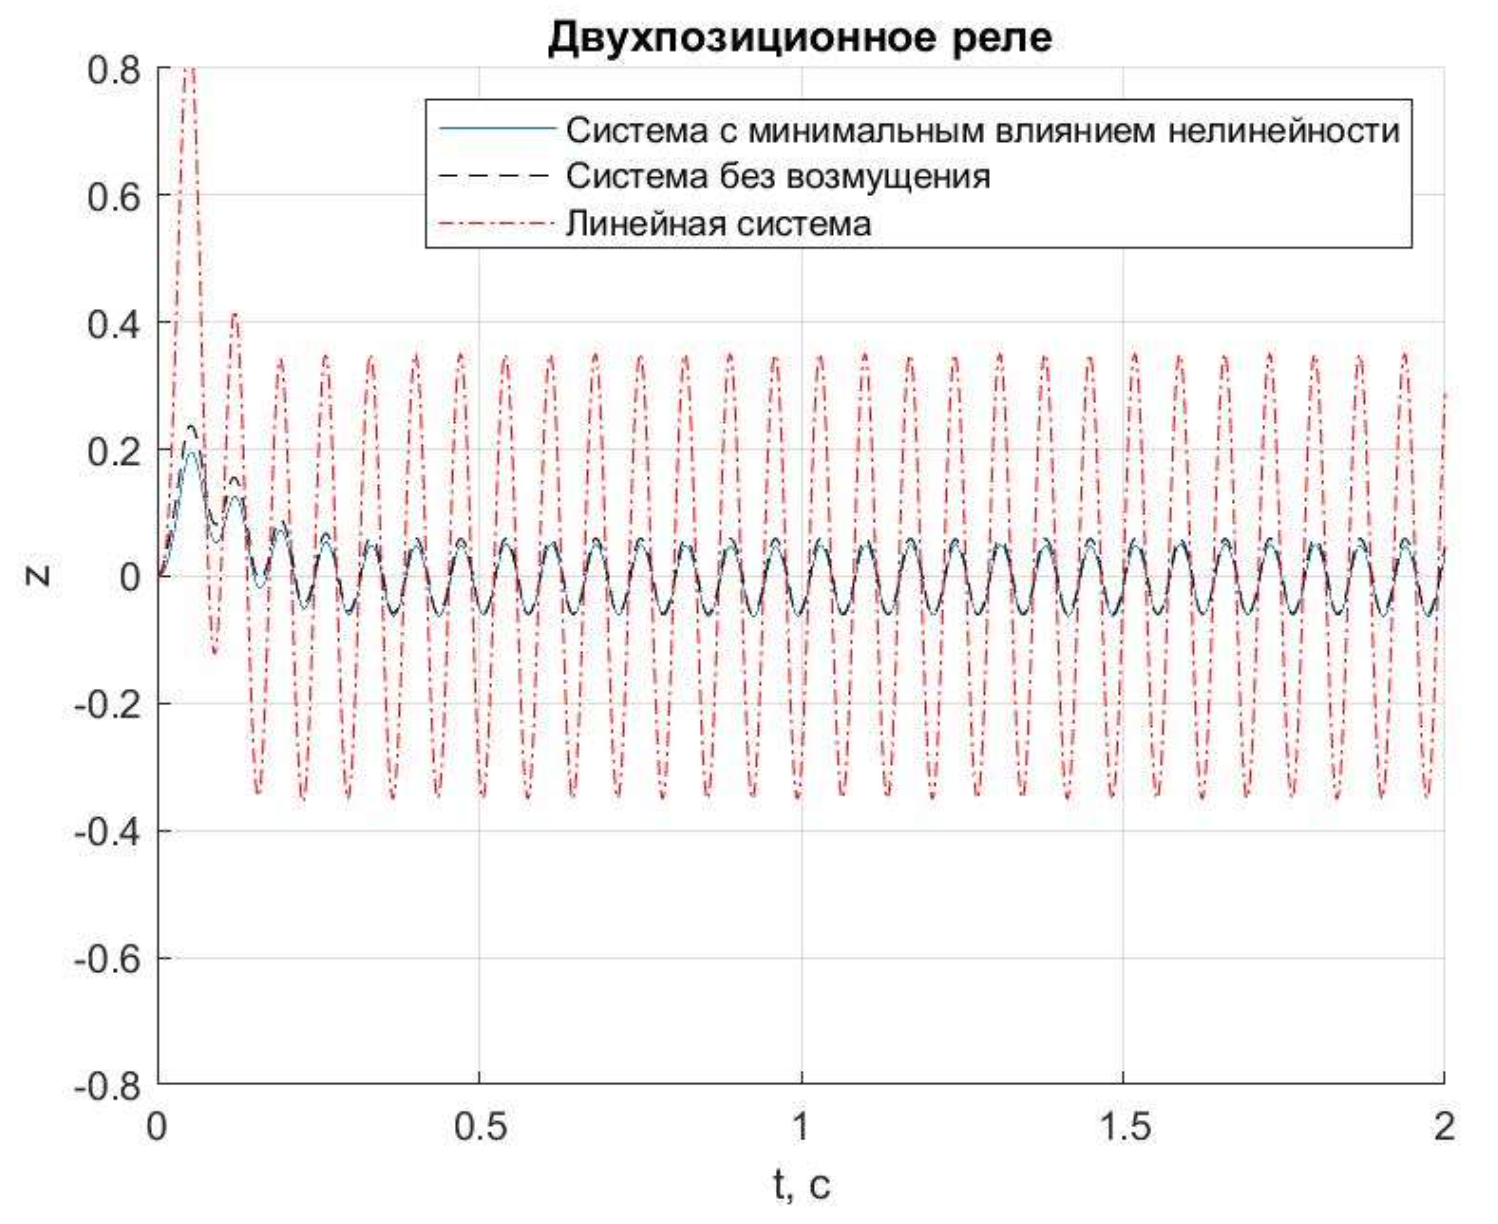 Двухпозиционное реле
0.8
0.6
0.4
0.2
0
-0.2
-0.4
-0.6
-0.8
z
Система с минимальным влиянием нелинейности
Система без возмущения
Линейная система
0
0.5
1
1.5
2
t, c